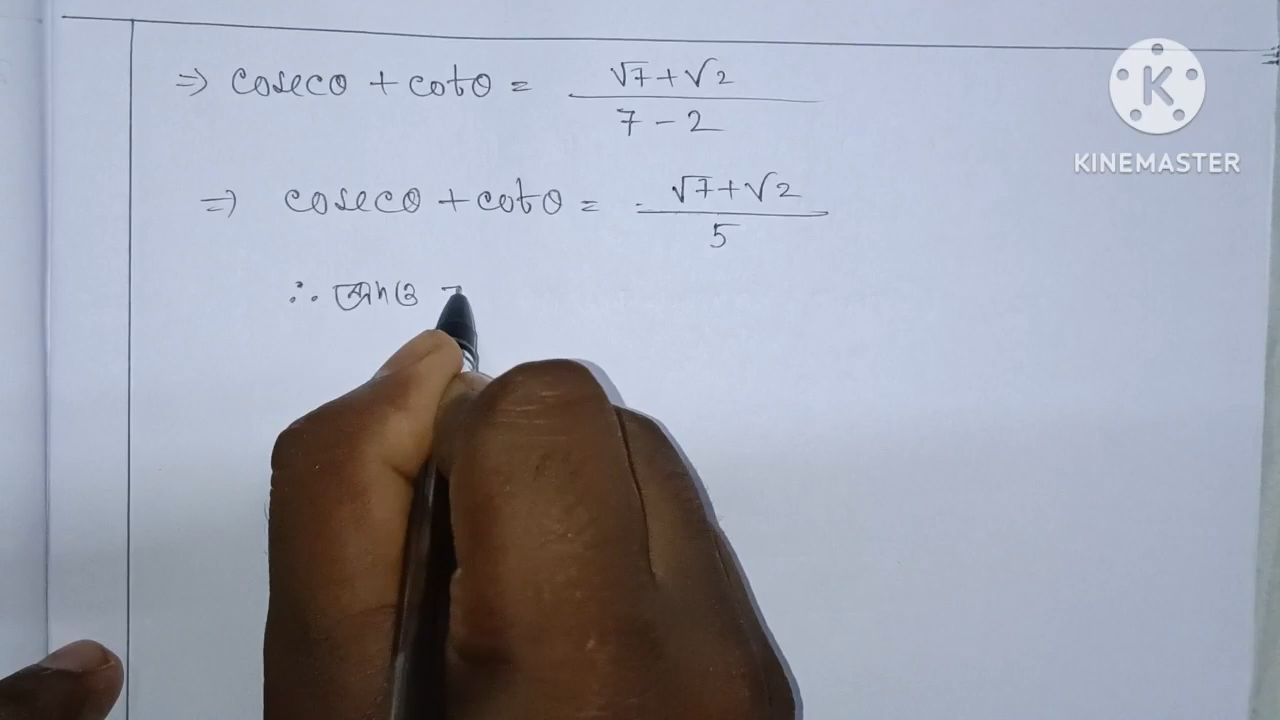 ⇒ cosecθ + cotθ = (√7+√2)/(7-2)
⇒ cosecθ + cotθ = (√7+√2)/5
∴
K
KINEMASTER